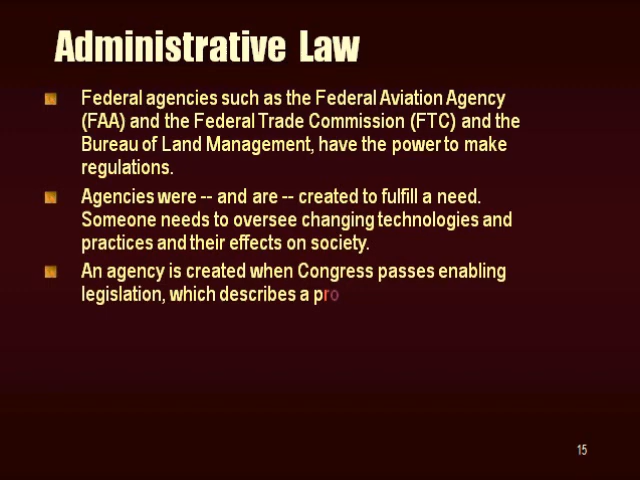 Administrative Law
Federal agencies such as the Federal Aviation Agency
(FAA) and the Federal Trade Commission (FTC) and the
Bureau of Land Management, have the power to make
regulations.
Agencies were -- and are -- created to fulfill a need.
Someone needs to oversee changing technologies and
practices and their effects on society.
An agency is created when Congress passes enabling
legislation, which describes a pro
15